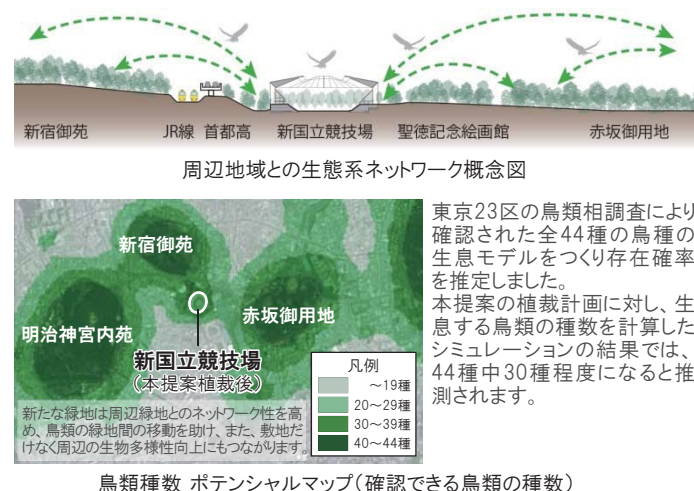 新宿御苑 JR線 首都高 新国立競技場 聖徳記念絵画館 赤坂御用地
周辺地域との生態系ネットワーク概念図
新宿御苑
赤坂御用地
明治神宮内苑
新国立競技場
(本提案植裁後)
新たな緑地は周辺緑地とのネットワーク性を高
め、鳥類の緑地間の移動を助け、また、敷地だ
けなく周辺の生物多様性向上にもつながります。
凡例
~19種
20~29種
30~39種
40~44種
東京23区の鳥類相調査により
確認された全44種の鳥種の
生息モデルをつくり存在確率
を推定しました。
本提案の植裁計画に対し、生
息する鳥類の種数を計算した
シミュレーションの結果では、
44種中30種程度になると推
測されます。
鳥類種数 ポテンシャルマップ(確認できる鳥類の種数)